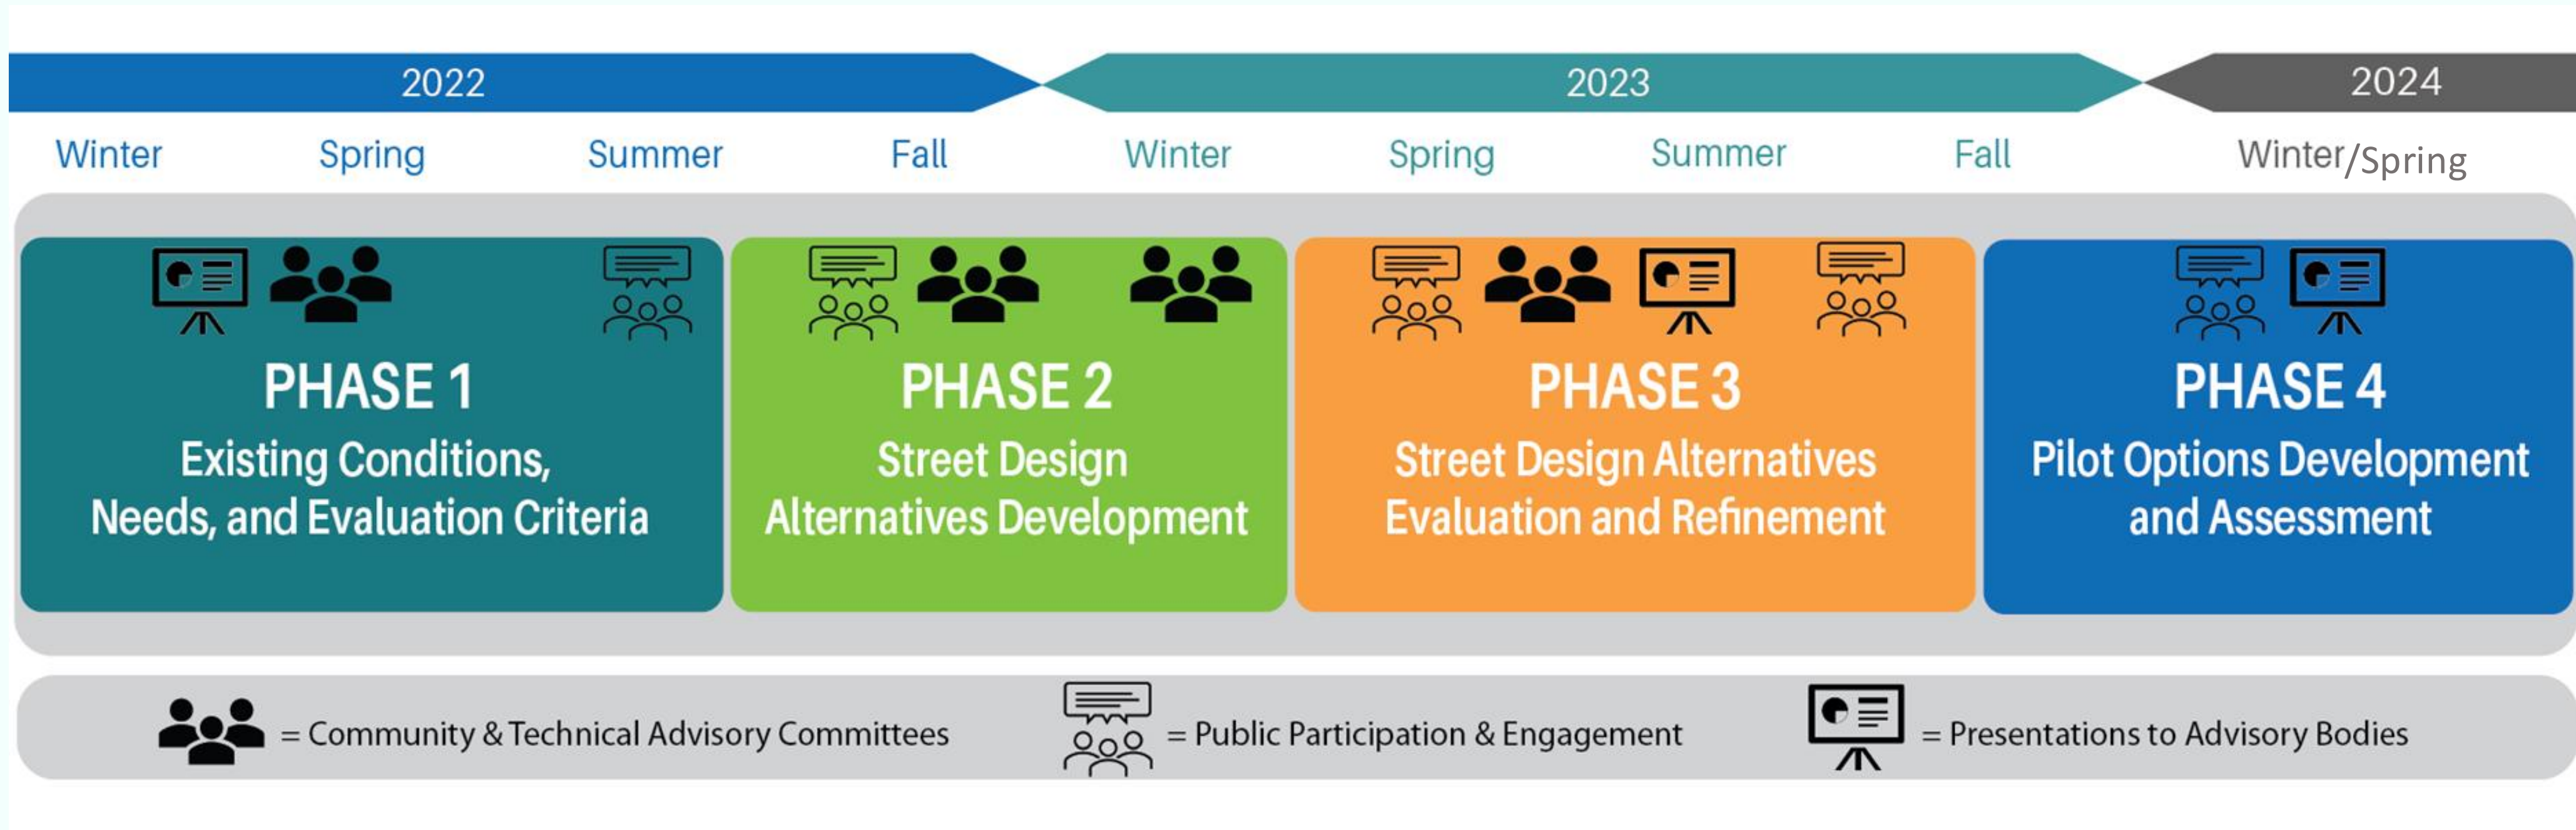 2022
2023
2024
Winter
Spring
Summer
Fall
Winter
Spring
Summer
Fall
Winter/Spring
PHASE 1
Existing Conditions,
Needs, and Evaluation Criteria
PHASE 2
Street Design
Alternatives Development
PHASE 3
Street Design Alternatives
Evaluation and Refinement
PHASE 4
Pilot Options Development
and Assessment
= Community & Technical Advisory Committees
= Public Participation & Engagement
= Presentations to Advisory Bodies